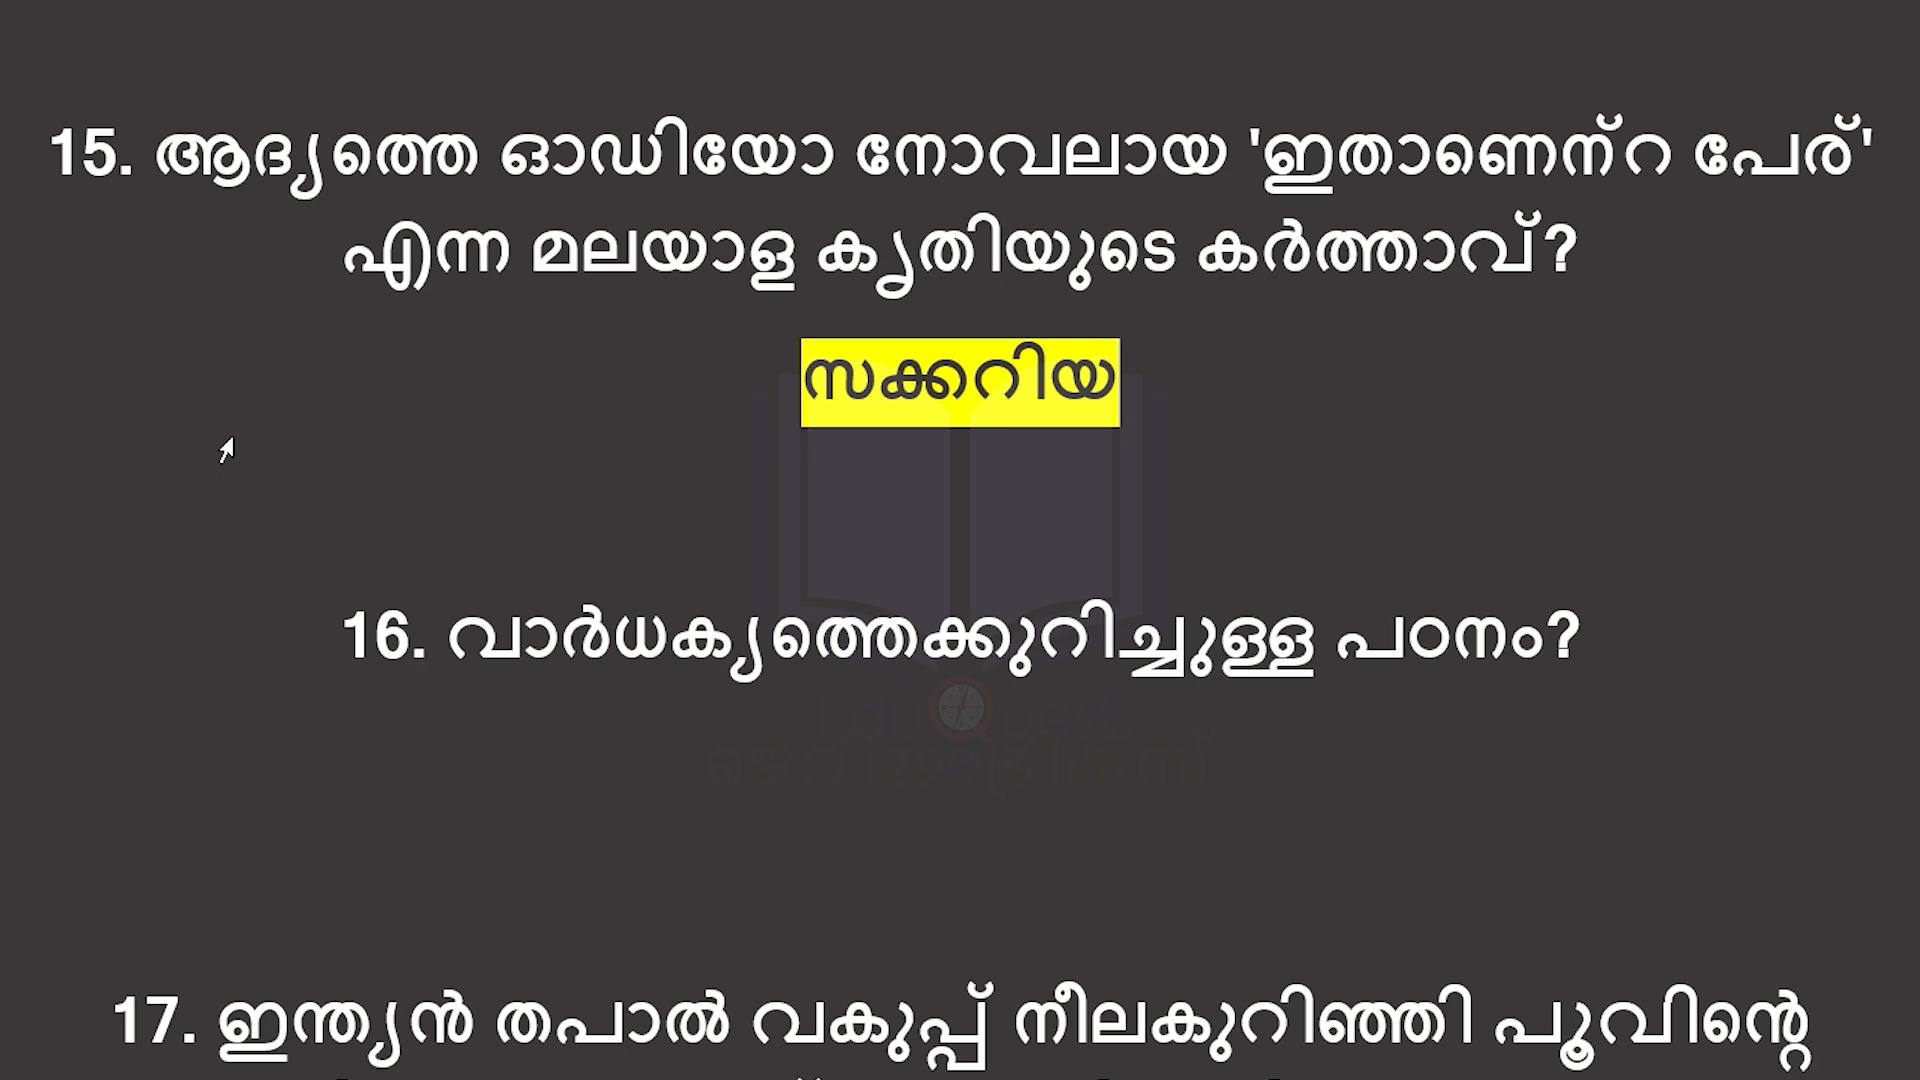 15. ആദ്യത്തെ ഓഡിയോ നോവലായ 'ഇതാണെന്റ പേര്'
എന്ന മലയാള കൃതിയുടെ കർത്താവ്?
സക്കറിയ
16. വാർധക്യത്തെക്കുറിച്ചുള്ള പഠനം?
EduQuest
17. ഇന്ത്യൻ തപാൽ വകുപ്പ് നീലകുറിഞ്ഞി പൂവിന്റെ